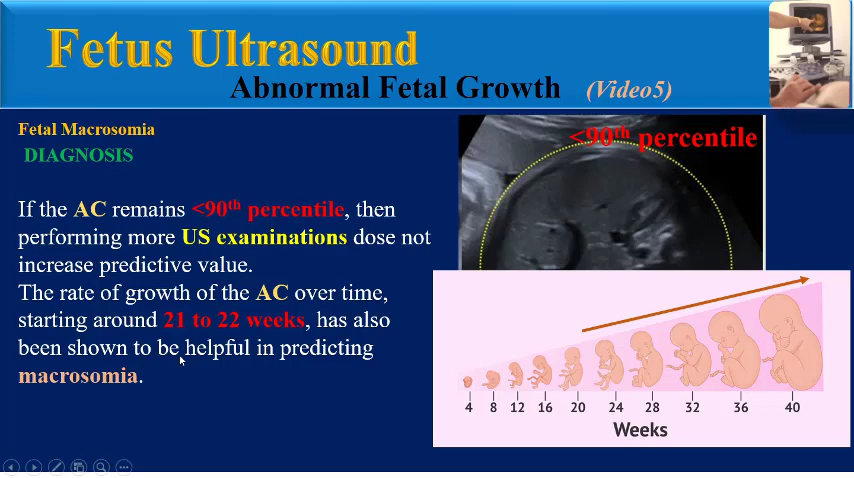 Fetus Ultrasound
Abnormal Fetal Growth (Video5)
Fetal Macrosomia
DIAGNOSIS
If the AC remains <90th percentile, then
performing more US examinations dose not
increase predictive value.
The rate of growth of the AC over time,
starting around 21 to 22 weeks, has also
been shown to be helpful in predicting
macrosomia.
<90th percentile
4 8 12 16 20 24 28 32 36 40
Weeks